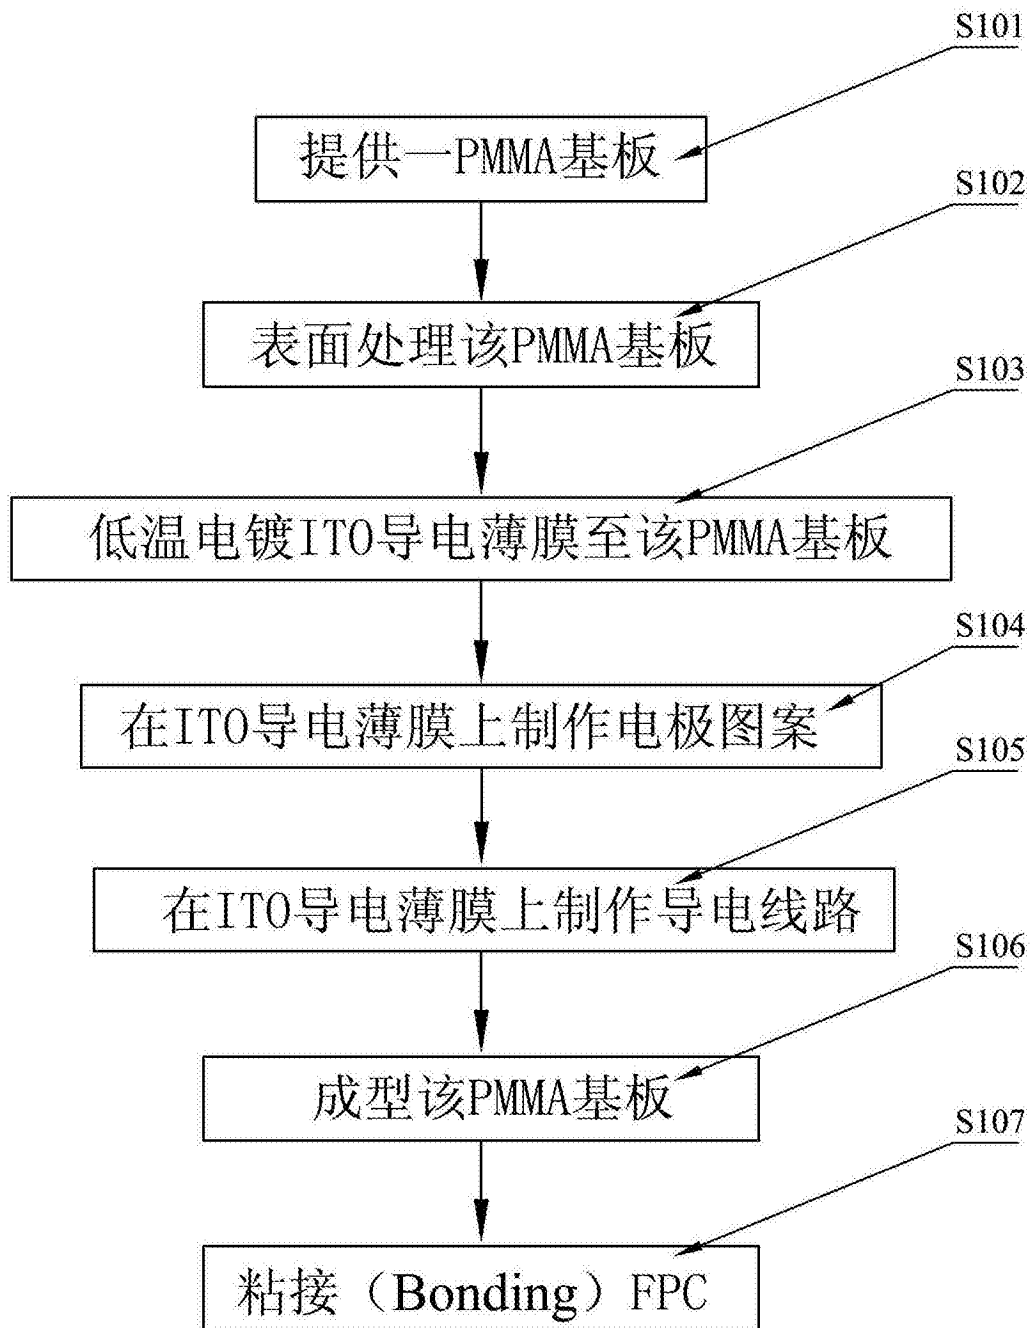 S101
提供一PMMA基板
S102
表面处理该PMMA基板
S103
低温电镀ITO导电薄膜至该PMMA基板
S104
在ITO导电薄膜上制作电极图案
S105
在ITO导电薄膜上制作导电线路
S106
成型该PMMA基板
S107
粘接（Bonding）FPC